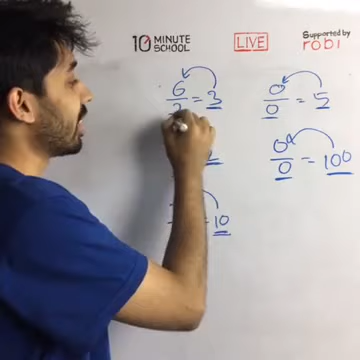 10 MINUTE SCHOOL
LIVE
Supported by
robi
6/2 = 3
0/0 = 5
0/0 = 100
10